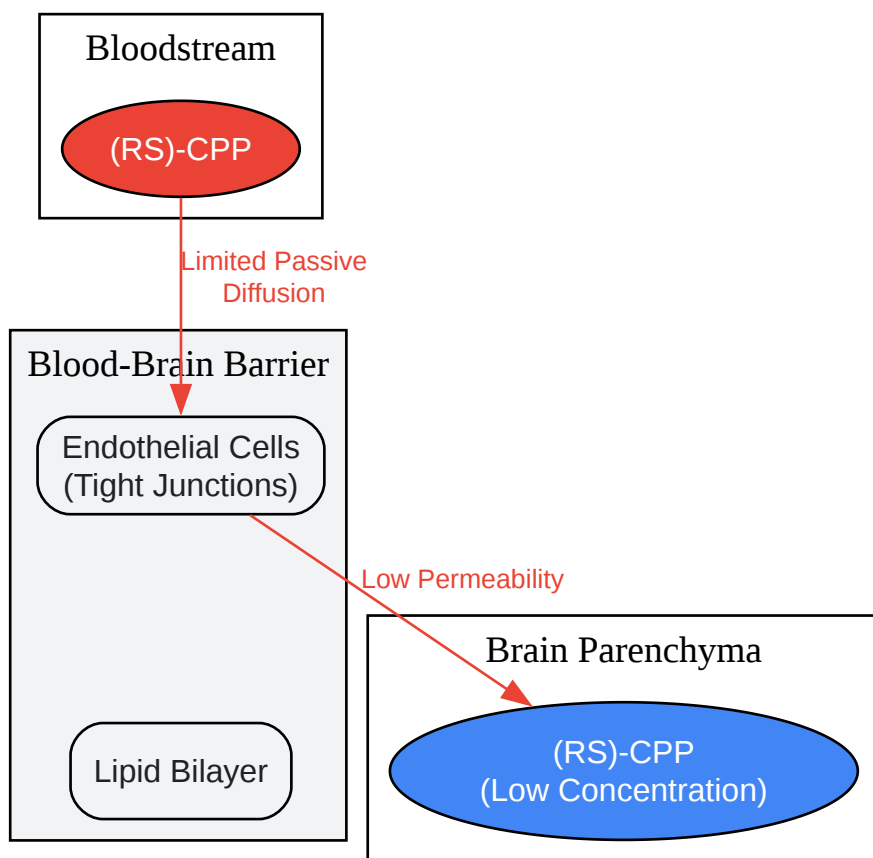 Bloodstream
(RS)-CPP
Limited Passive
Diffusion
Blood-Brain Barrier
Endothelial Cells
(Tight Junctions)
Low Permeability
Brain Parenchyma
(RS)-CPP
(Low Concentration)
Lipid Bilayer